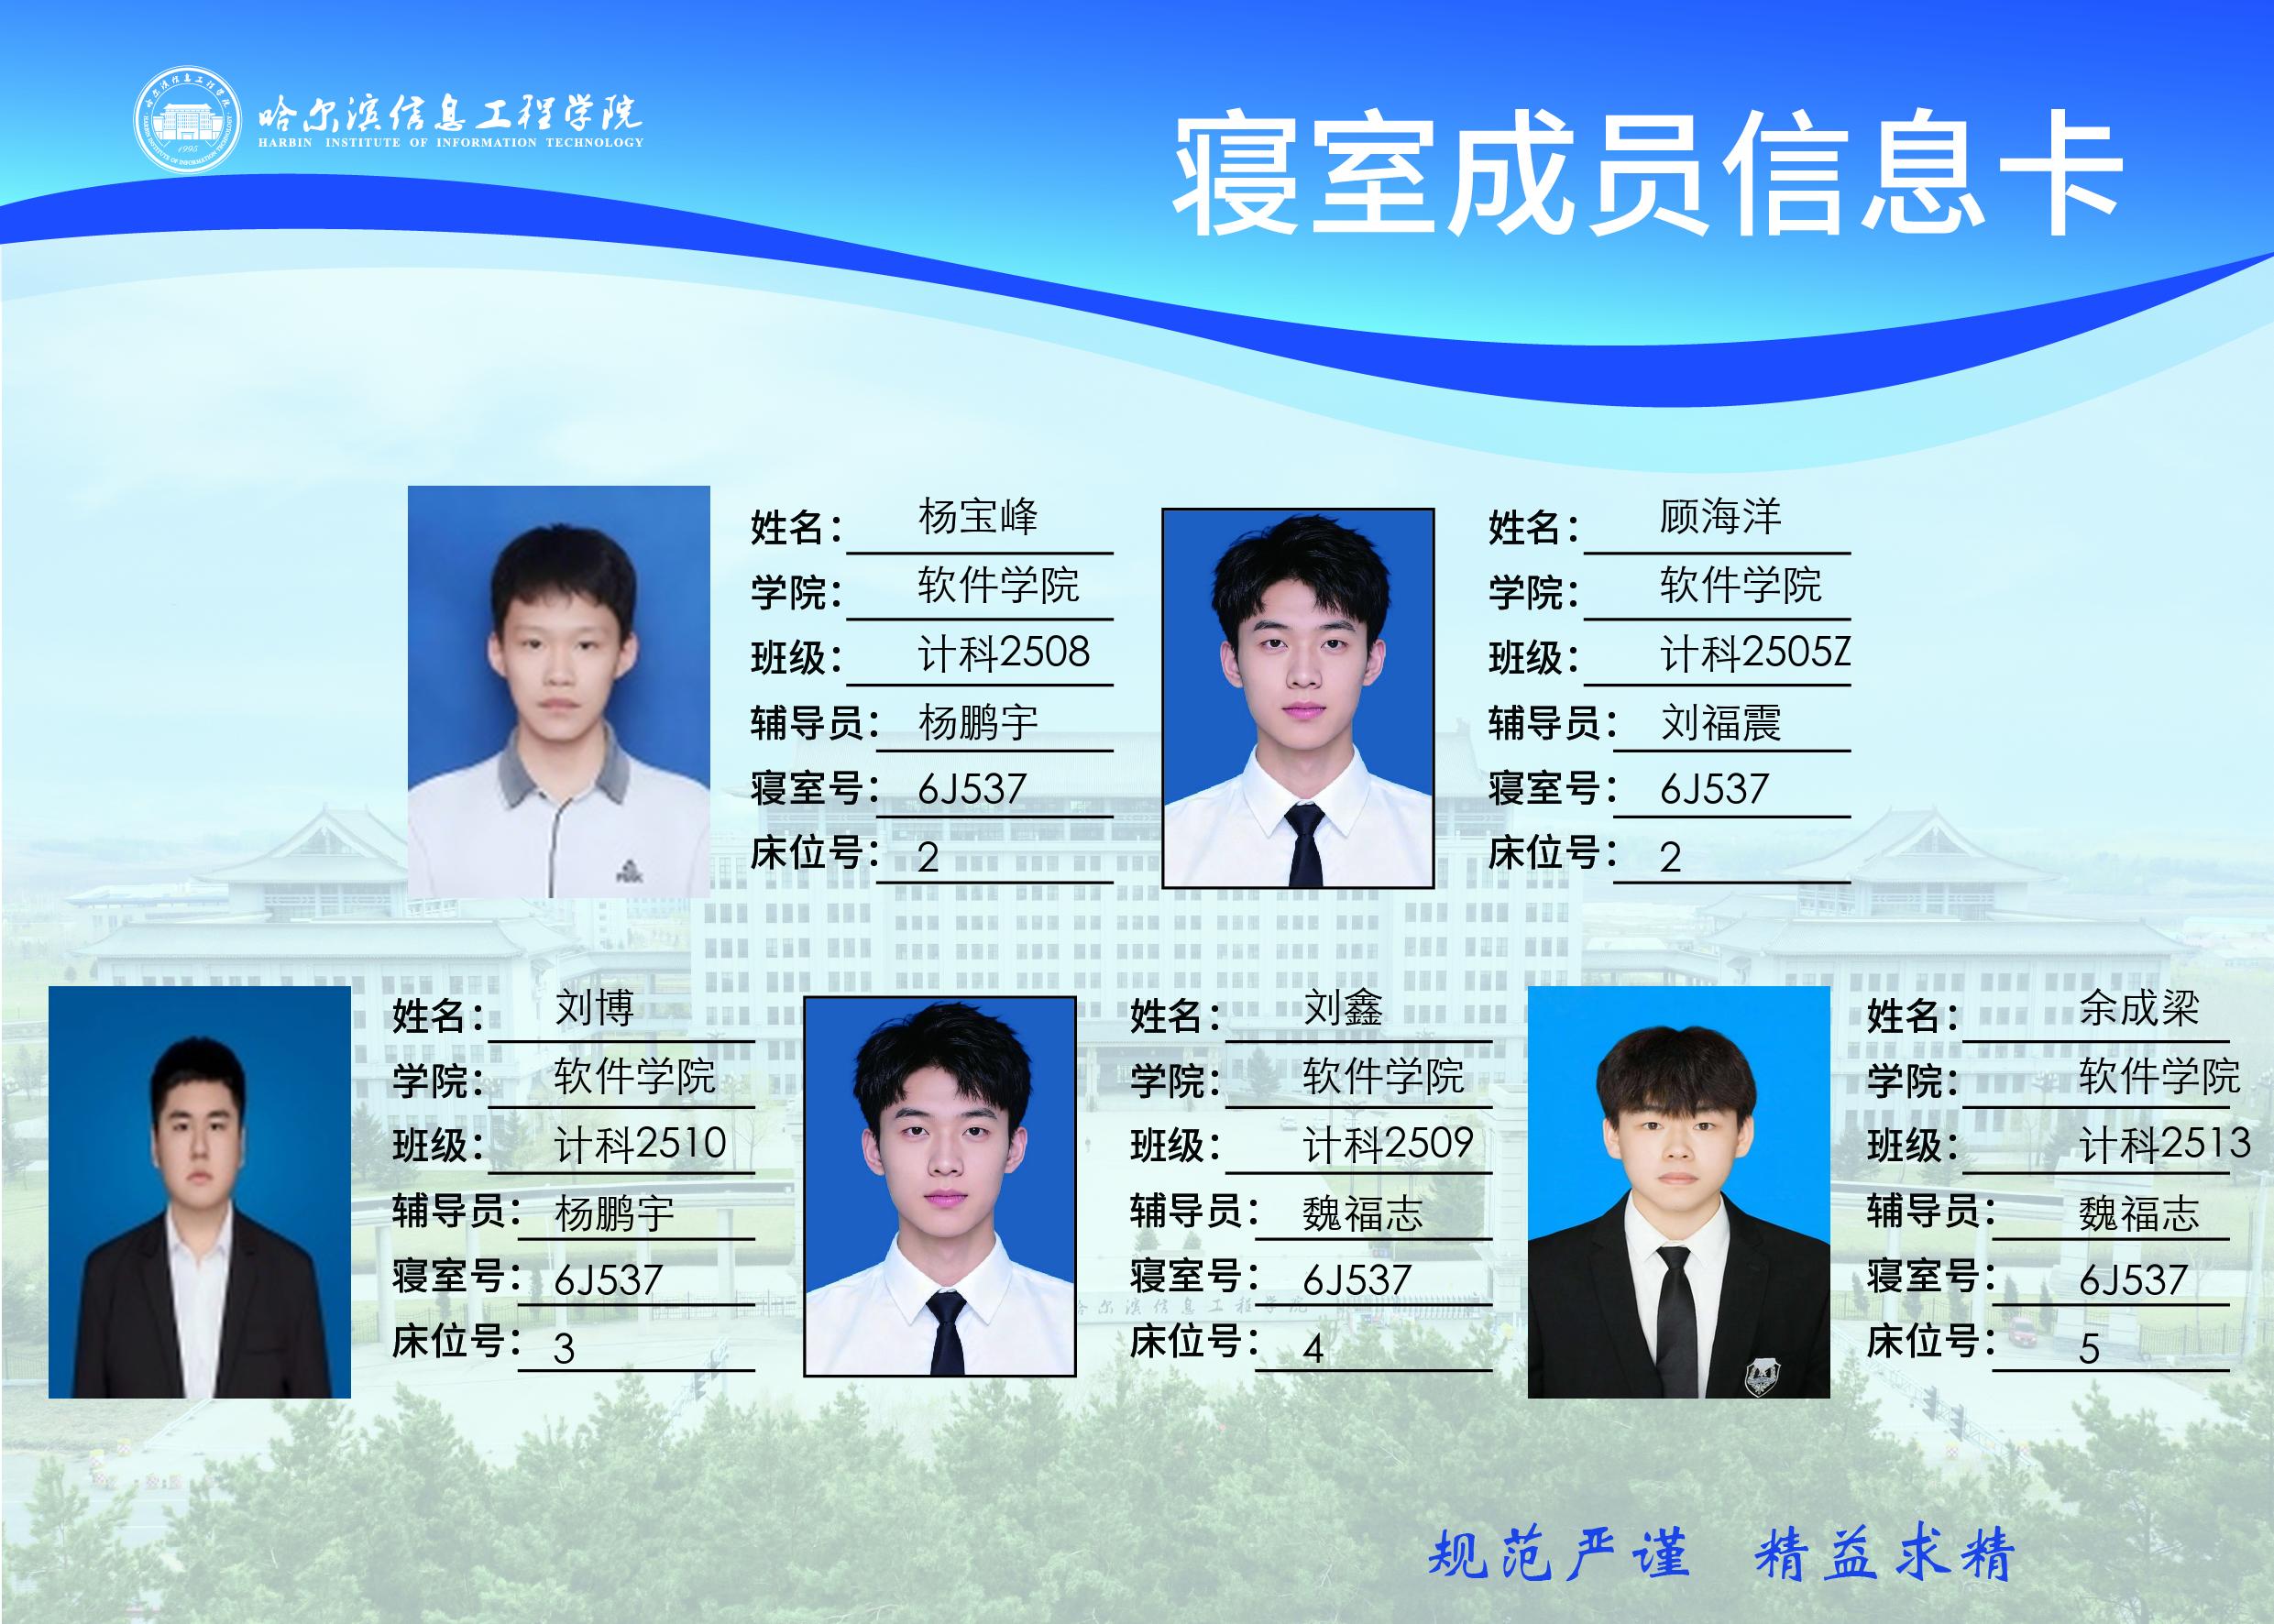 哈尔滨信息工程学院
HARBIN INSTITUTE OF INFORMATION TECHNOLOGY
1995
寝室成员信息卡
姓名：杨宝峰
学院：软件学院
班级：计科2508
辅导员：杨鹏宇
寝室号：6J537
床位号：2
姓名：顾海洋
学院：软件学院
班级：计科2505Z
辅导员：刘福震
寝室号：6J537
床位号：2
PEAK
姓名：刘博
学院：软件学院
班级：计科2510
辅导员：杨鹏宇
寝室号：6J537
床位号：3
姓名：刘鑫
学院：软件学院
班级：计科2509
辅导员：魏福志
寝室号：6J537
床位号：4
姓名：余成梁
学院：软件学院
班级：计科2513
辅导员：魏福志
寝室号：6J537
床位号：5
哈尔滨信息工程学院
规范严谨 精益求精